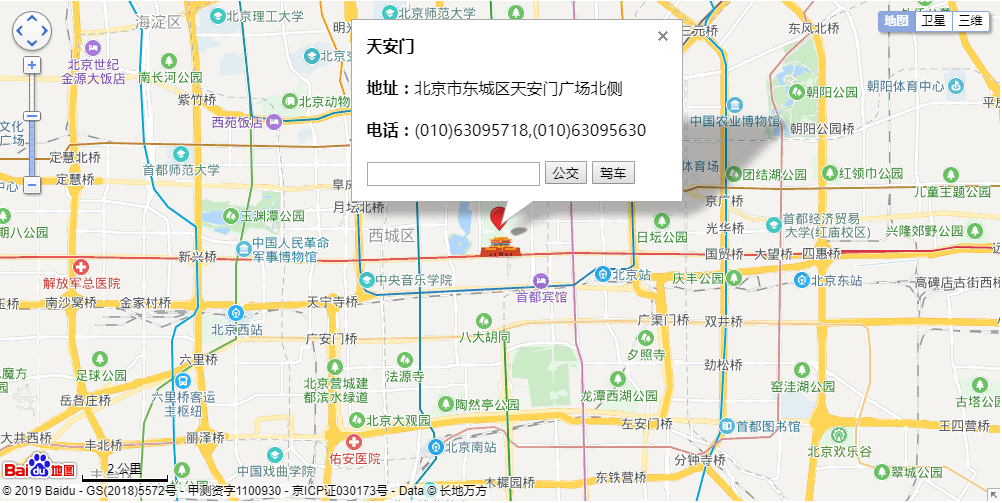 海淀区
北京理工大学
北京师范大学
三元桥
东风北桥
地图
卫星
三维
天安门
地址：北京市东城区天安门广场北侧
电话：(010)63095718,(010)63095630
公交
驾车
北京世纪
金源大饭店
南长河公园
紫竹桥
北京动物
西苑饭店
朝阳公园
朝阳体育中心
中国农业博物馆
朝阳公园桥
定慧北桥
定慧桥
首都师范大学
体育场
团结湖公园
红领巾公园
儿童主题公园
月坛北桥
京广桥
玉渊潭公园
西城区
日坛公园
光华桥
首都经济贸易
大学(红庙校区)
兴隆郊野公园
期八公园
中国人民革命
军事博物馆
新兴桥
国贸桥
大望桥
四惠桥
解放军总医院
中央音乐学院
首都宾馆
北京站
庆丰公园
北京东站
高碑店古街西桥
玉桥
南沙窝桥
金家村桥
天宁寺桥
北京西站
广安门桥
八大胡同
广渠门桥
双井桥
夕照寺
六里桥
法源寺
劲松桥
足球公园
北京营城建
都滨水绿道
龙潭西湖公园
窑洼湖公园
古塔公园
岳各庄桥
六里桥客运
主枢纽
陶然亭公园
北京大观园
左安门桥
首都图书馆
王四营桥
大井西桥
丰北桥
丽泽桥
佑安医院
北京南站
北京欢乐谷
分钟寺桥
中国戏曲学院
木樨园桥
东铁营桥
翠城公园
Baidu地图
2 公里
© 2019 Baidu - GS(2018)5572号 - 甲测资字1100930 - 京ICP证030173号 - Data © 长地万方